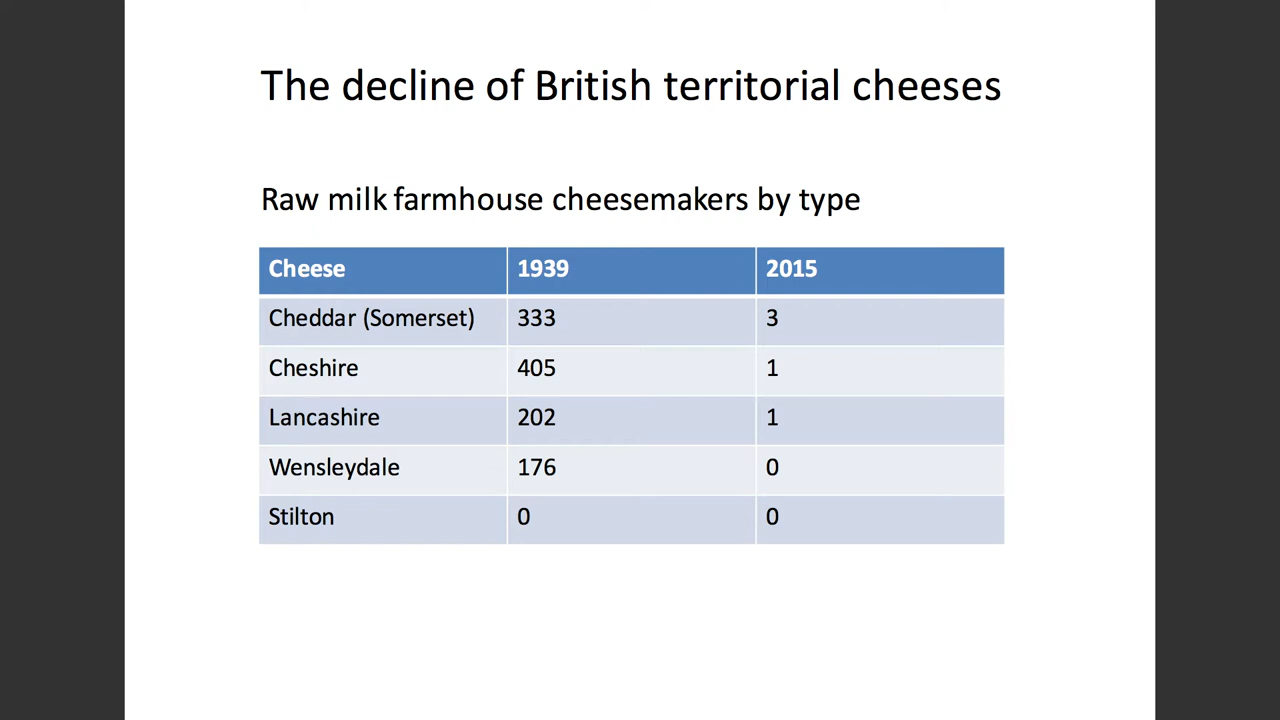 The decline of British territorial cheeses
Raw milk farmhouse cheesemakers by type
Cheese 1939 2015
Cheddar (Somerset) 333 3
Cheshire 405 1
Lancashire 202 1
Wensleydale 176 0
Stilton 0 0